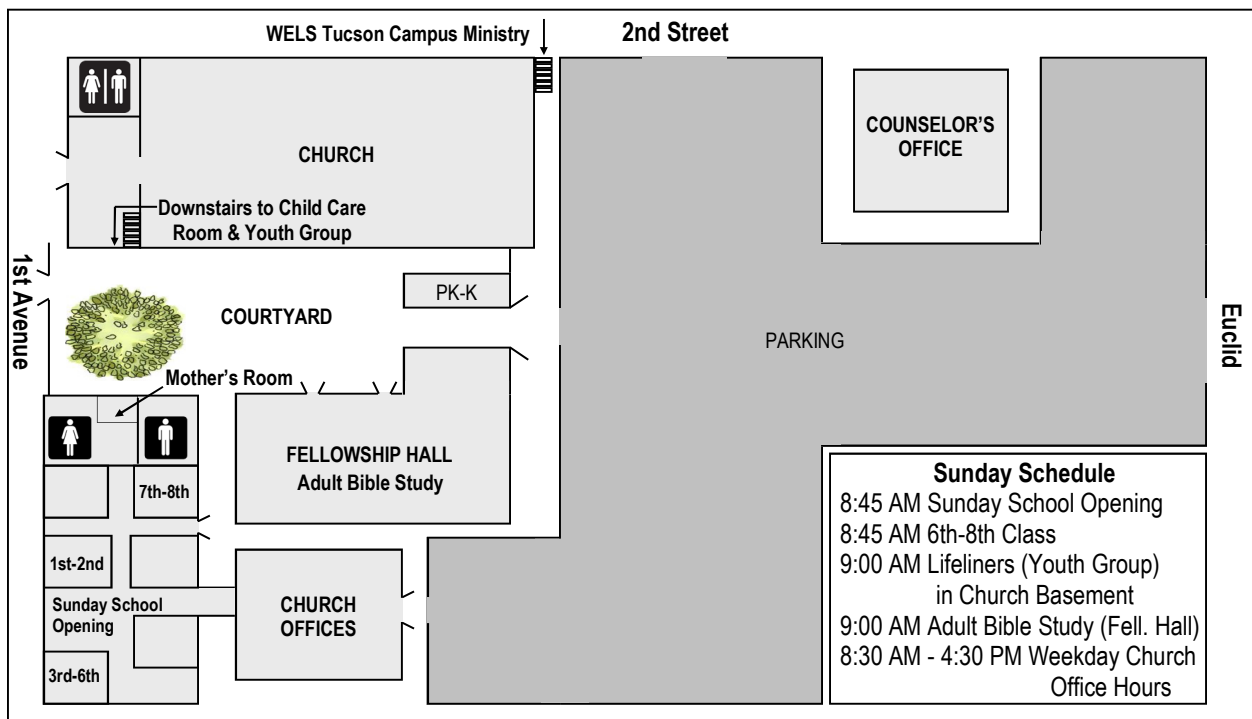 WELS Tucson Campus Ministry
2nd Street
CHURCH
COUNSELOR'S
OFFICE
Downstairs to Child Care
Room & Youth Group
1st Avenue
PK-K
COURTYARD
PARKING
Euclid
Mother's Room
FELLOWSHIP HALL
Adult Bible Study
7th-8th
1st-2nd
Sunday School
Opening
CHURCH
OFFICES
3rd-6th
Sunday Schedule
8:45 AM Sunday School Opening
8:45 AM 6th-8th Class
9:00 AM Lifeliners (Youth Group)
in Church Basement
9:00 AM Adult Bible Study (Fell. Hall)
8:30 AM - 4:30 PM Weekday Church
Office Hours